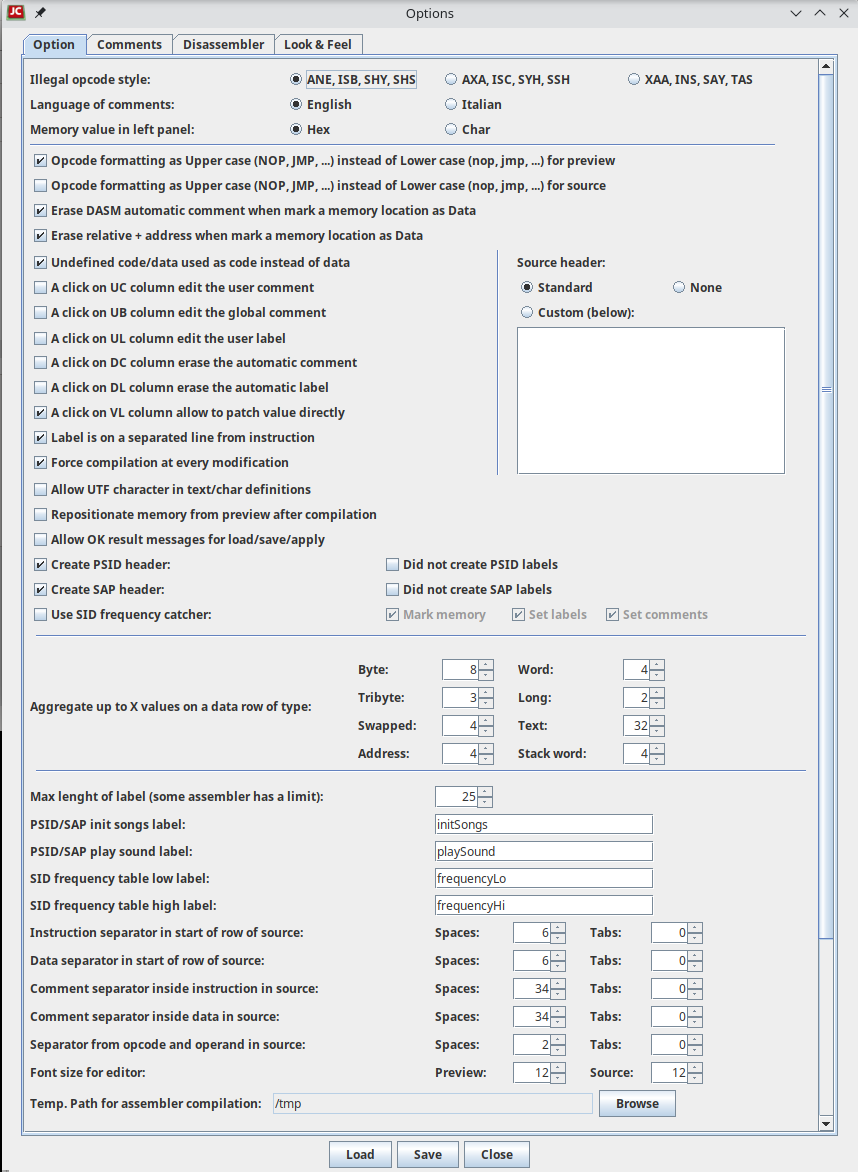 JC Options
Option Comments Disassembler Look & Feel
Illegal opcode style: ANE, ISB, SHY, SHS AXA, ISC, SYH, SSH XAA, INS, SAY, TAS
Language of comments: English Italian
Memory value in left panel: Hex Char
Opcode formatting as Upper case (NOP, JMP, ...) instead of Lower case (nop, jmp, ...) for preview
Opcode formatting as Upper case (NOP, JMP, ...) instead of Lower case (nop, jmp, ...) for source
Erase DASM automatic comment when mark a memory location as Data
Erase relative + address when mark a memory location as Data
Undefined code/data used as code instead of data
A click on UC column edit the user comment
A click on UB column edit the global comment
A click on UL column edit the user label
A click on DC column erase the automatic comment
A click on DL column erase the automatic label
A click on VL column allow to patch value directly
Label is on a separated line from instruction
Force compilation at every modification
Source header:
Standard None
Custom (below):
Allow UTF character in text/char definitions
Repositionate memory from preview after compilation
Allow OK result messages for load/save/apply
Create PSID header: Did not create PSID labels
Create SAP header: Did not create SAP labels
Use SID frequency catcher: Mark memory Set labels Set comments
Aggregate up to X values on a data row of type:
Byte: 8 Word: 4
Tribyte: 3 Long: 2
Swapped: 4 Text: 32
Address: 4 Stack word: 4
Max lenght of label (some assembler has a limit): 25
PSID/SAP init songs label: initSongs
PSID/SAP play sound label: playSound
SID frequency table low label: frequencyLo
SID frequency table high label: frequencyHi
Instruction separator in start of row of source: Spaces: 6 Tabs: 0
Data separator in start of row of source: Spaces: 6 Tabs: 0
Comment separator inside instruction in source: Spaces: 34 Tabs: 0
Comment separator inside data in source: Spaces: 34 Tabs: 0
Separator from opcode and operand in source: Spaces: 2 Tabs: 0
Font size for editor: Preview: 12 Source: 12
Temp. Path for assembler compilation: /tmp Browse
Load Save Close